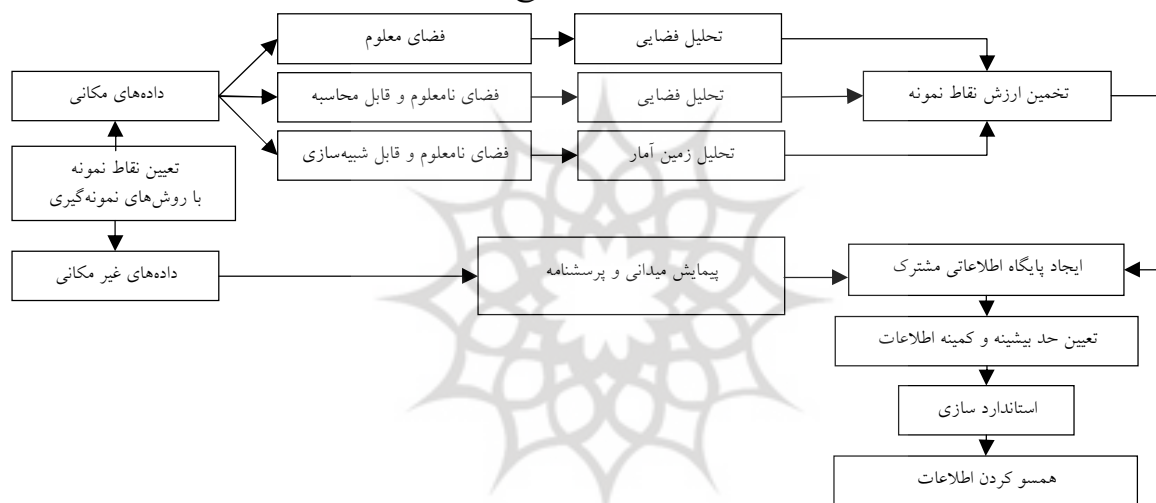 فضای معلوم
تحلیل فضایی
داده‌های مکانی
فضای نامعلوم و قابل محاسبه
تحلیل فضایی
تخمین ارزش نقاط نمونه
فضای نامعلوم و قابل شبیه‌سازی
تحلیل زمین آمار
تعیین نقاط نمونه
با روش‌های نمونه‌گیری
داده‌های غیر مکانی
پیمایش میدانی و پرسشنامه
ایجاد پایگاه اطلاعاتی مشترک
تعیین حد بیشینه و کمینه اطلاعات
استاندارد سازی
همسو کردن اطلاعات